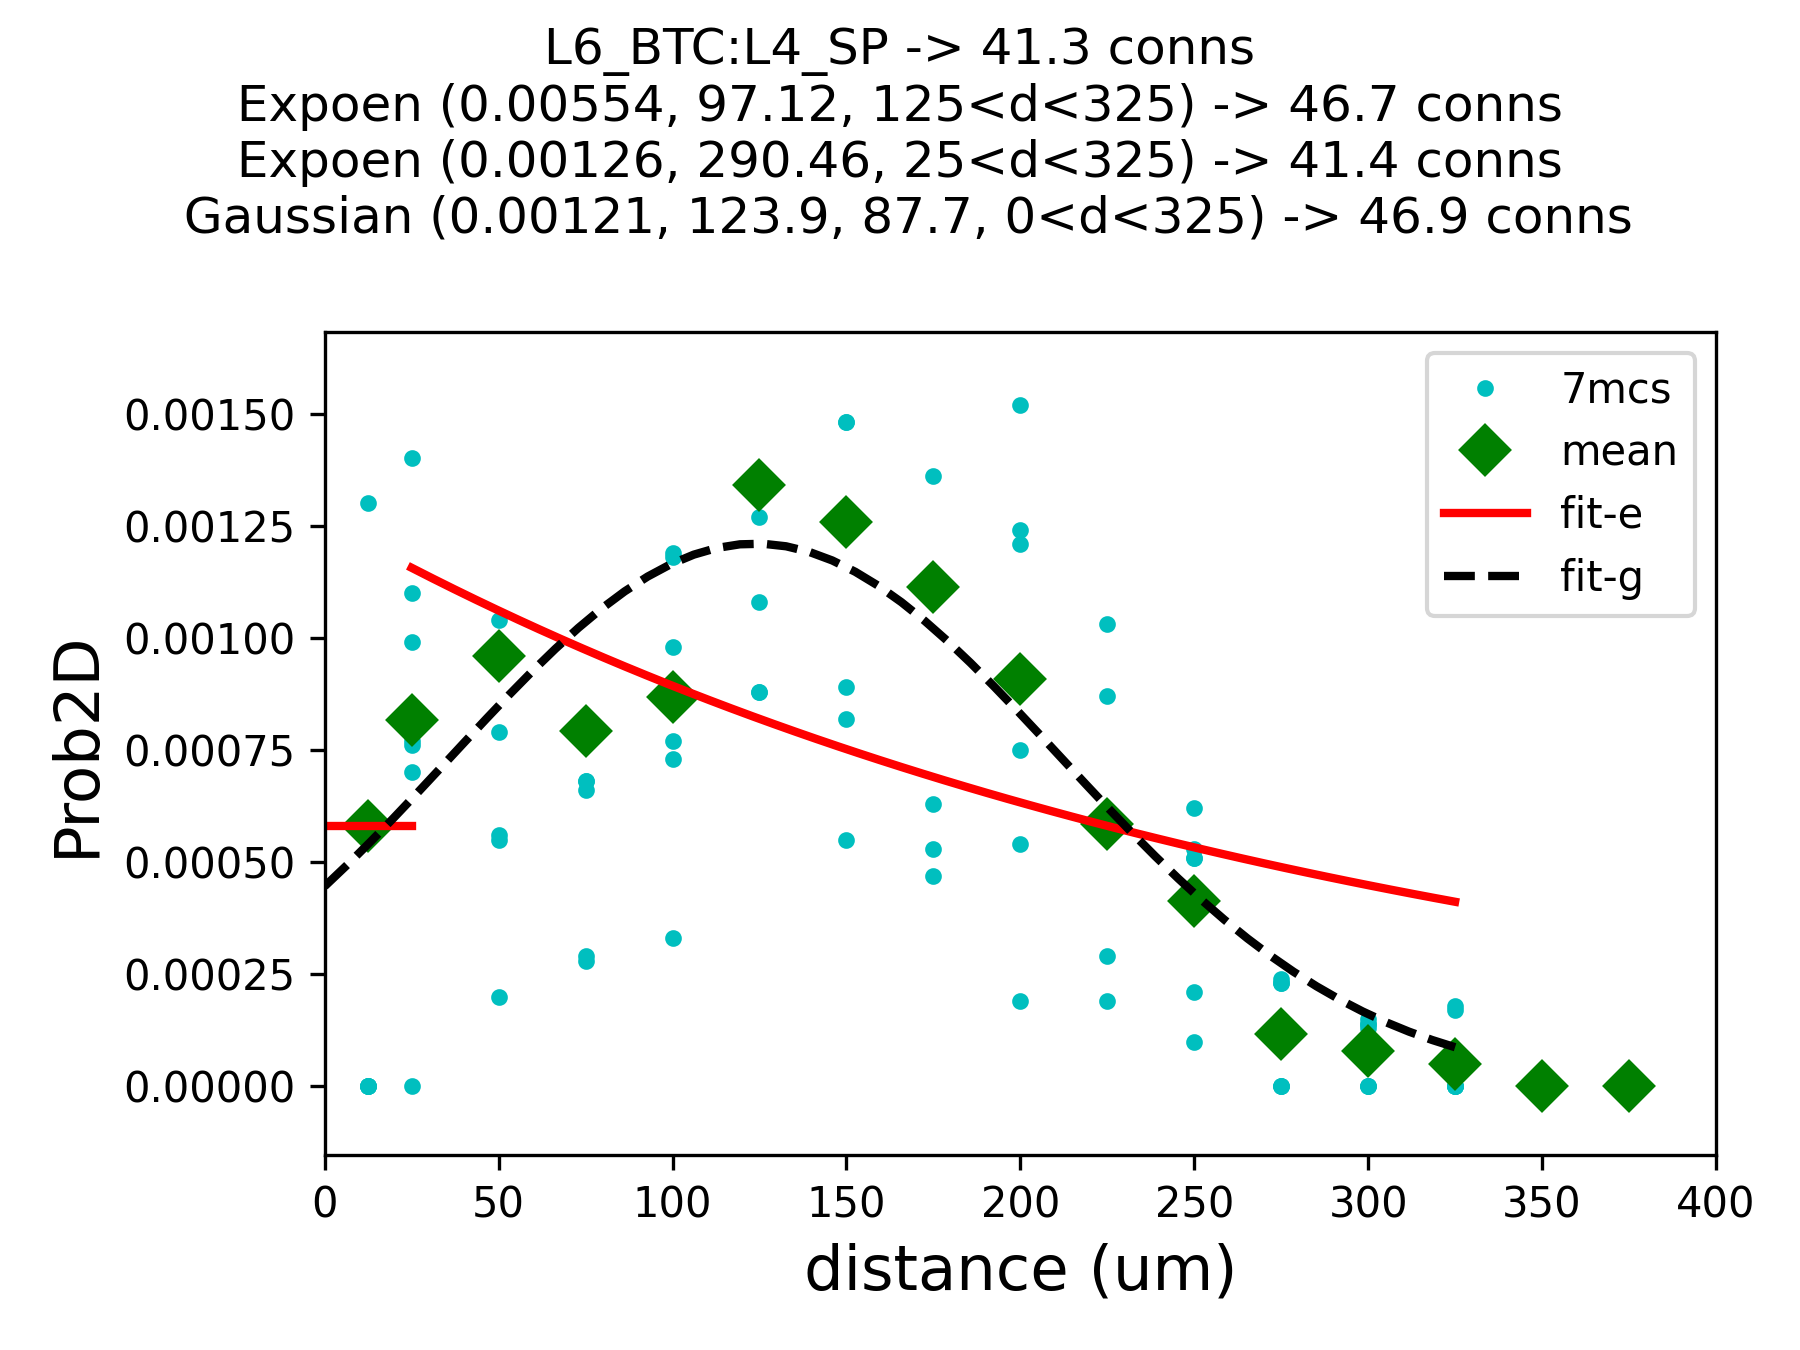 L6_BTC:L4_SP -> 41.3 conns
Expoen (0.00554, 97.12, 125<d<325) -> 46.7 conns
Expoen (0.00126, 290.46, 25<d<325) -> 41.4 conns
Gaussian (0.00121, 123.9, 87.7, 0<d<325) -> 46.9 conns
7mcs
mean
fit-e
fit-g
Prob2D
0.00150
0.00125
0.00100
0.00075
0.00050
0.00025
0.00000
0 50 100 150 200 250 300 350 400
distance (um)